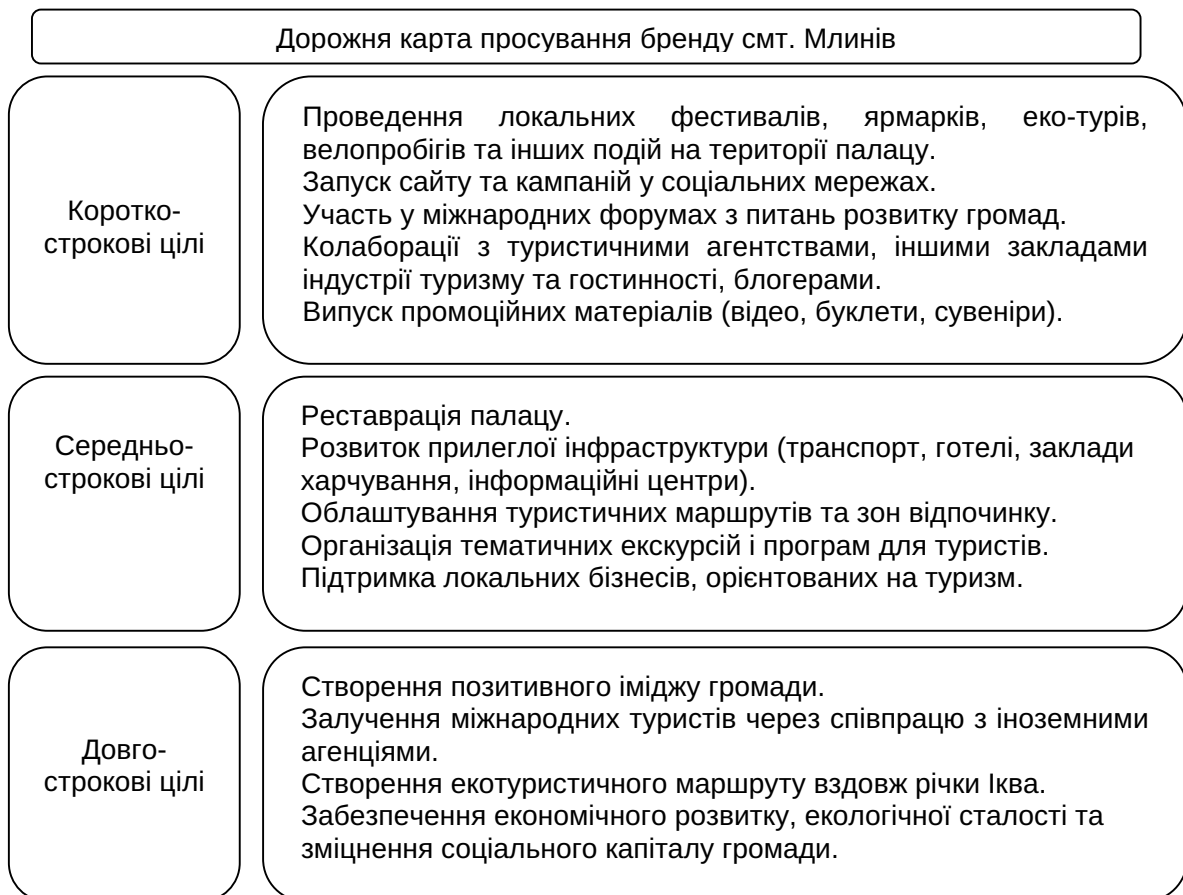 Дорожня карта просування бренду смт. Млинів
Коротко-
строкові цілі
Проведення локальних фестивалів, ярмарків, еко-турів,
велопробігів та інших подій на території палацу.
Запуск сайту та кампаній у соціальних мережах.
Участь у міжнародних форумах з питань розвитку громад.
Колаборації з туристичними агентствами, іншими закладами
індустрії туризму та гостинності, блогерами.
Випуск промоційних матеріалів (відео, буклети, сувеніри).
Середньо-
строкові цілі
Реставрація палацу.
Розвиток прилеглої інфраструктури (транспорт, готелі, заклади
харчування, інформаційні центри).
Облаштування туристичних маршрутів та зон відпочинку.
Організація тематичних екскурсій і програм для туристів.
Підтримка локальних бізнесів, орієнтованих на туризм.
Довго-
строкові цілі
Створення позитивного іміджу громади.
Залучення міжнародних туристів через співпрацю з іноземними
агенціями.
Створення екотуристичного маршруту вздовж річки Іква.
Забезпечення економічного розвитку, екологічної сталості та
зміцнення соціального капіталу громади.